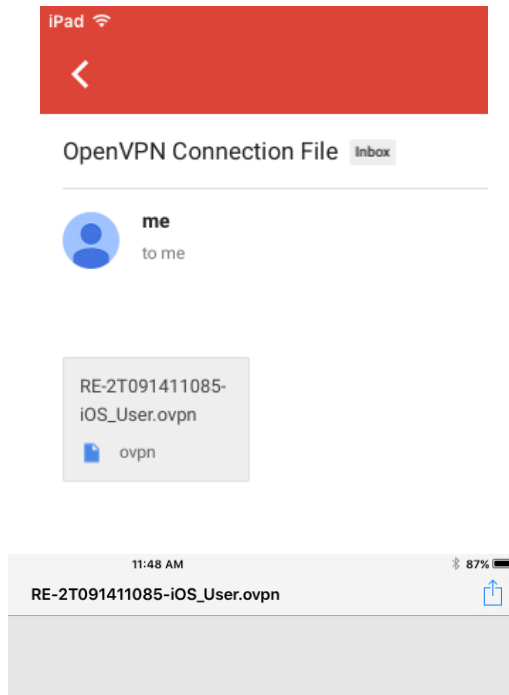 iPad
OpenVPN Connection File Inbox
me
to me
RE-2T091411085-
iOS_User.ovpn
ovpn
11:48 AM 87%
RE-2T091411085-iOS_User.ovpn